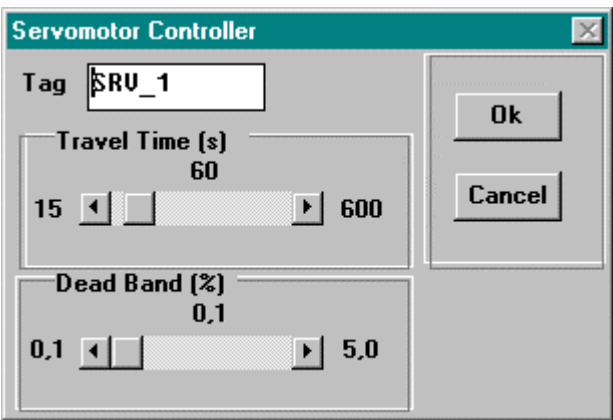 Servomotor Controller
Tag SRV_1
Ok
Travel Time (s)
60
15 600
Cancel
Dead Band (%)
0,1
0,1 5,0